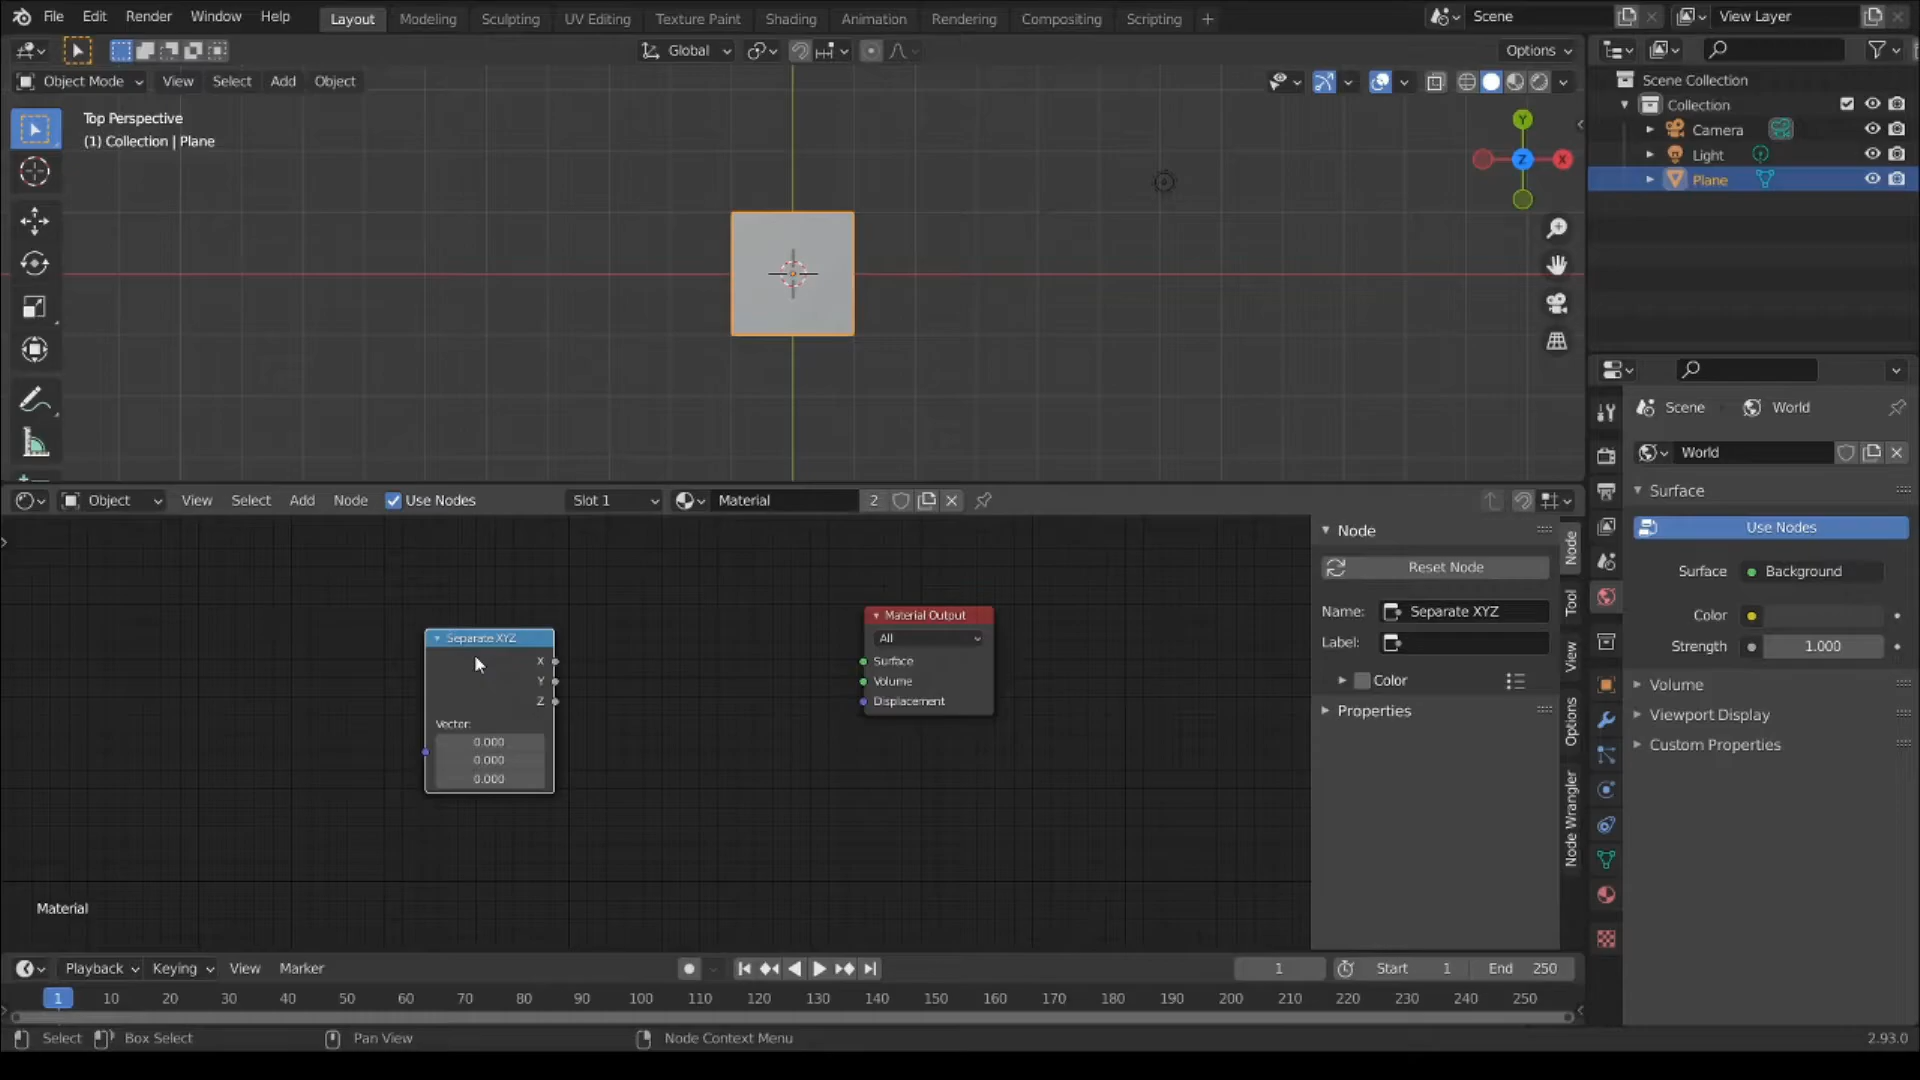 File Edit Render Window Help Layout Modeling Sculpting UV Editing Texture Paint Shading Animation Rendering Compositing Scripting + Scene View Layer
Global Options
Object Mode View Select Add Object
Top Perspective
(1) Collection | Plane
Y
Z
X
Scene Collection
Collection
Camera
Light
Plane
Scene World
World
Surface
Use Nodes
Surface Background
Color
Strength 1.000
Volume
Viewport Display
Custom Properties
Object View Select Add Node Use Nodes Slot 1 Material 2
Separate XYZ
X
Y
Z
Vector:
0.000
0.000
0.000
Material Output
All
Surface
Volume
Displacement
Node
Reset Node
Name: Separate XYZ
Label:
Color
Properties
Node
Tool
View
Options
Node Wrangler
Material
Playback Keying View Marker 1 Start 1 End 250
1 10 20 30 40 50 60 70 80 90 100 110 120 130 140 150 160 170 180 190 200 210 220 230 240 250
Select Box Select Pan View Node Context Menu 2.93.0